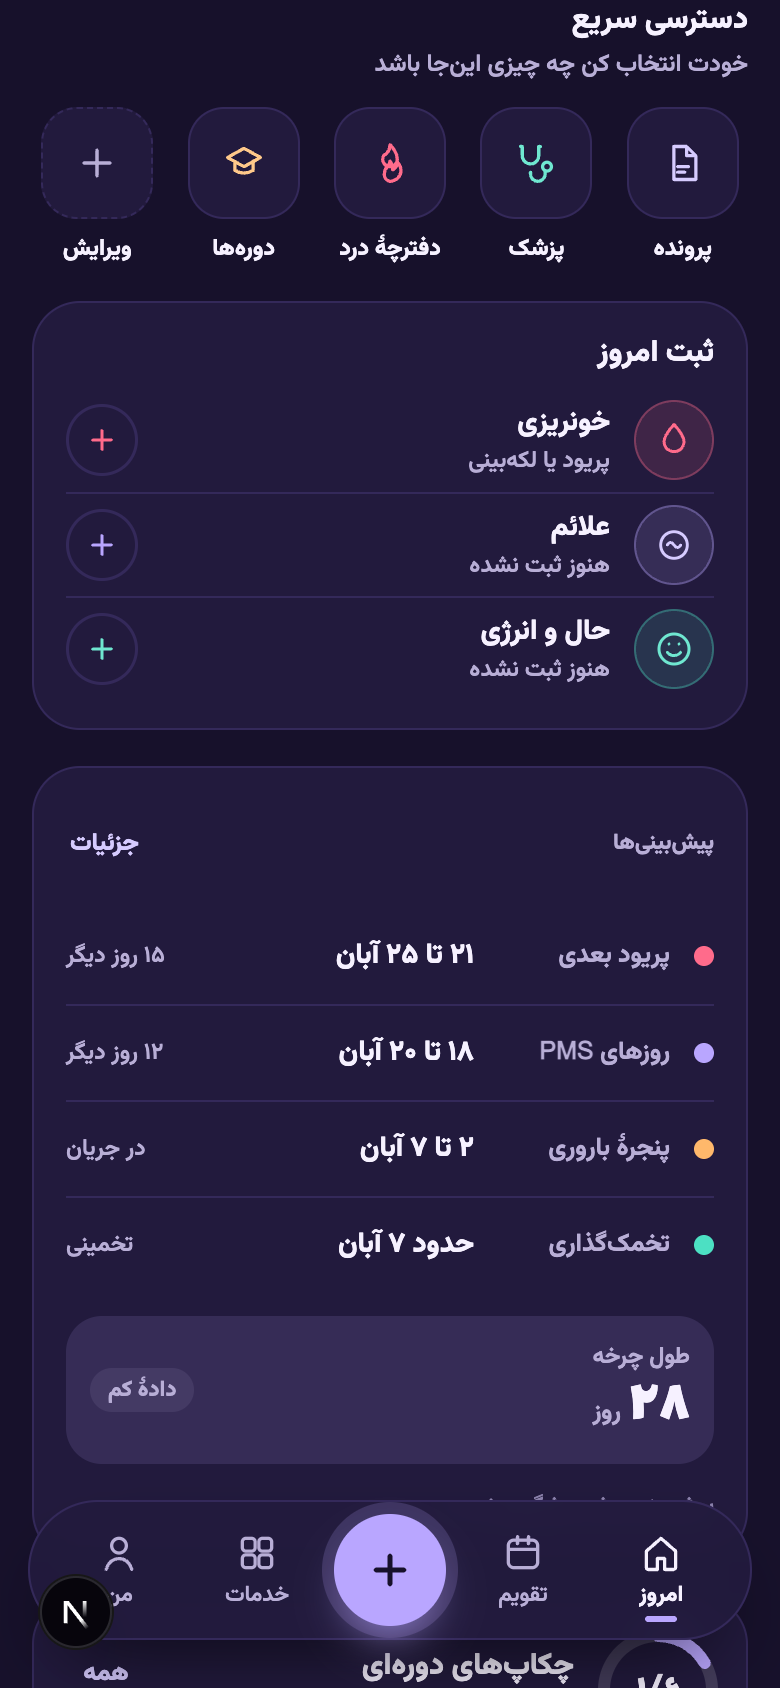 دسترسی سریع
خودت انتخاب کن چه چیزی این‌جا باشد
پرونده
پزشک
دفترچهٔ درد
دوره‌ها
ویرایش
ثبت امروز
خونریزی
پریود یا لکه‌بینی
علائم
هنوز ثبت نشده
حال و انرژی
هنوز ثبت نشده
پیش‌بینی‌ها جزئیات
پریود بعدی ۲۱ تا ۲۵ آبان ۱۵ روز دیگر
روزهای PMS ۱۸ تا ۲۰ آبان ۱۲ روز دیگر
پنجرهٔ باروری ۲ تا ۷ آبان در جریان
تخمک‌گذاری حدود ۷ آبان تخمینی
طول چرخه
۲۸ روز
دادهٔ کم
امروز
تقویم
خدمات
من
N
چکاپ‌های دوره‌ای
همه